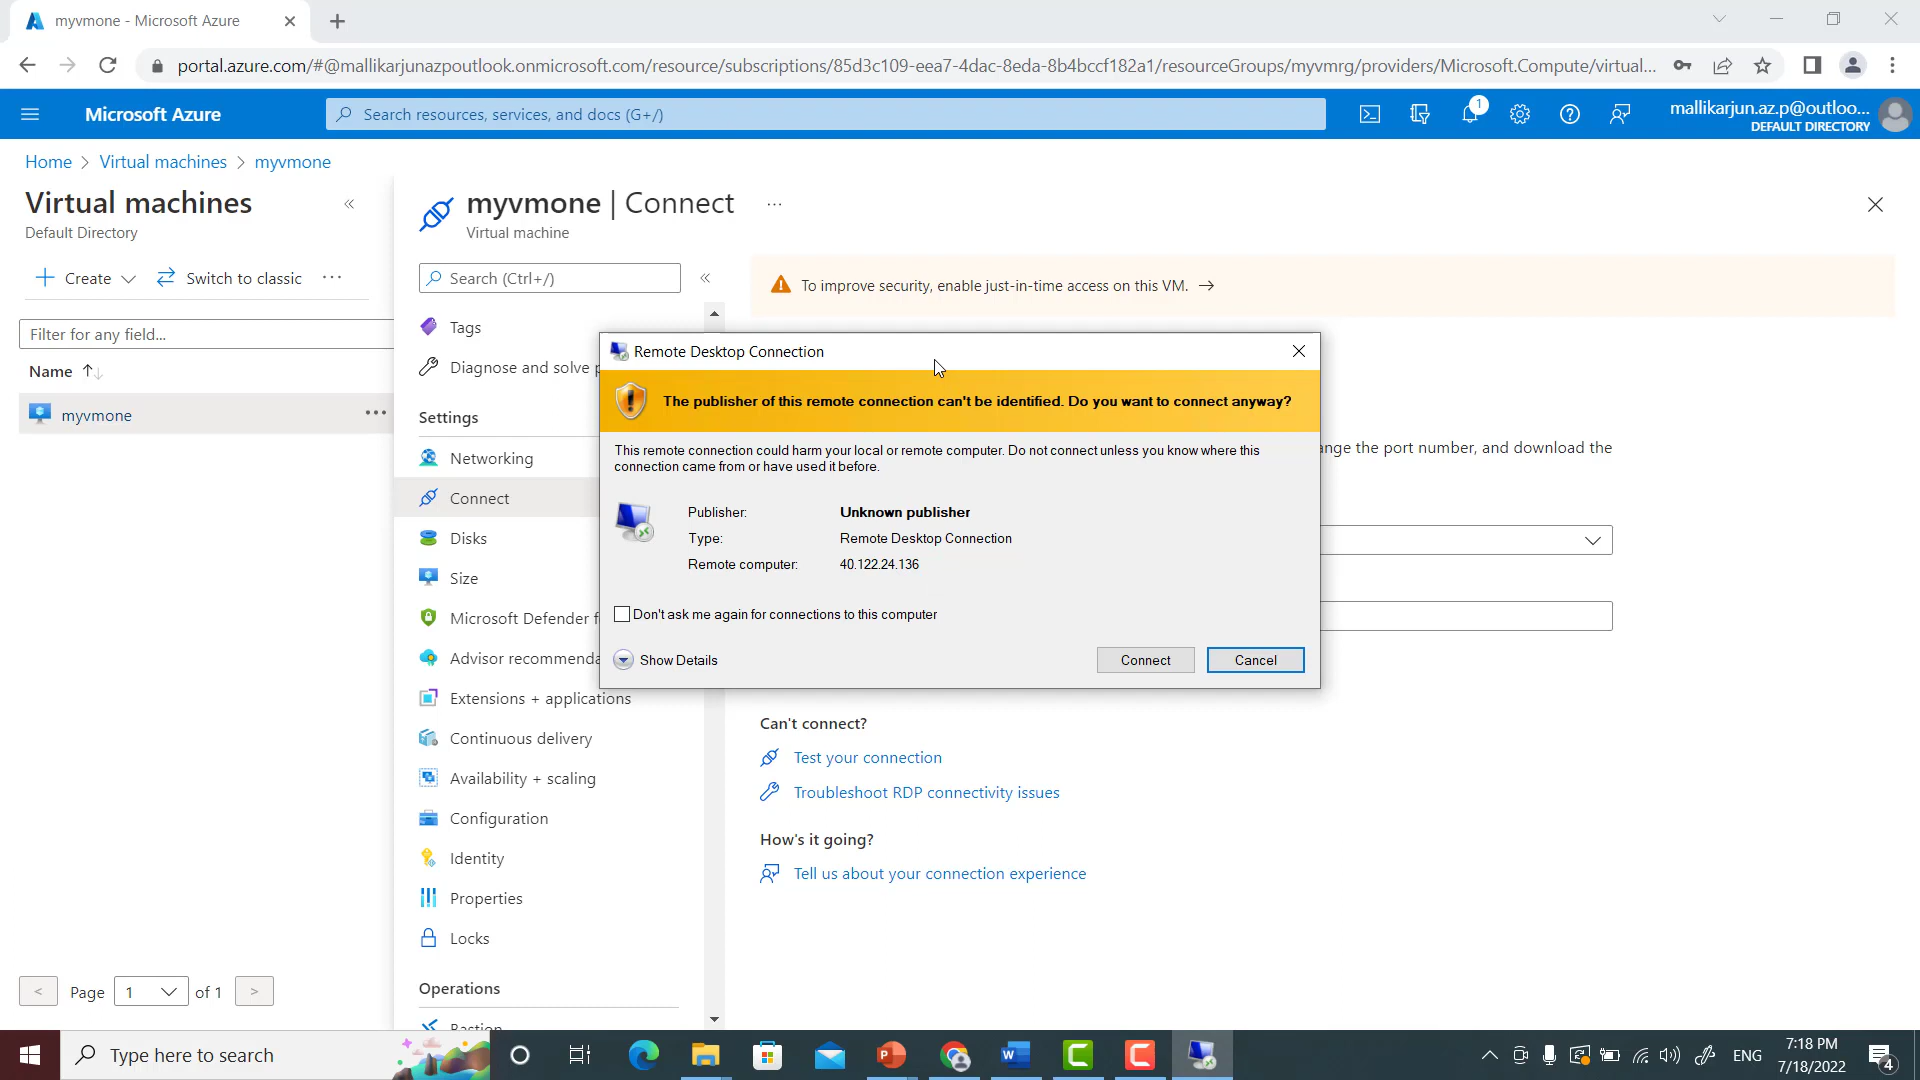 myvmone - Microsoft Azure
portal.azure.com/#@mallikarjunazpoutlook.onmicrosoft.com/resource/subscriptions/85d3c109-eea7-4dac-8eda-8b4bccf182a1/resourceGroups/myvmrg/providers/Microsoft.Compute/virtual...
Microsoft Azure
Search resources, services, and docs (G+/)
1
mallikarjun.az.p@outloo...
DEFAULT DIRECTORY
Home > Virtual machines > myvmone
Virtual machines
Default Directory
Create
Switch to classic
Filter for any field...
Name
myvmone
Page 1 of 1
myvmone | Connect
Virtual machine
Search (Ctrl+/)
Tags
Diagnose and solve p
Settings
Networking
Connect
Disks
Size
Microsoft Defender f
Advisor recommenda
Extensions + applications
Continuous delivery
Availability + scaling
Configuration
Identity
Properties
Locks
Operations
Bastion
To improve security, enable just-in-time access on this VM.
nge the port number, and download the
Remote Desktop Connection
The publisher of this remote connection can't be identified. Do you want to connect anyway?
This remote connection could harm your local or remote computer. Do not connect unless you know where this
connection came from or have used it before.
Publisher: Unknown publisher
Type: Remote Desktop Connection
Remote computer: 40.122.24.136
Don't ask me again for connections to this computer
Show Details
Connect
Cancel
Can't connect?
Test your connection
Troubleshoot RDP connectivity issues
How's it going?
Tell us about your connection experience
Type here to search
ENG
7:18 PM
7/18/2022
4